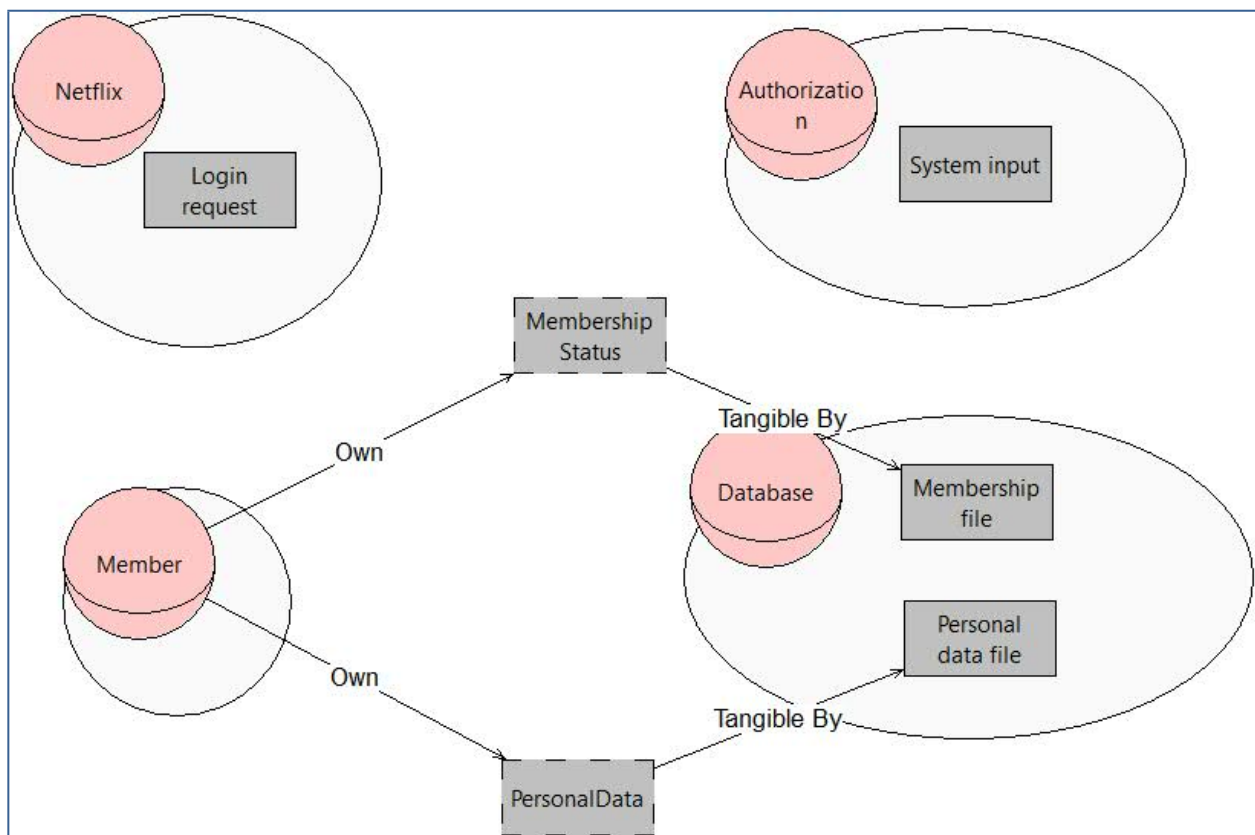 Netflix
Login
request
Authorizatio
n
System input
Membership
Status
Tangible By
Own
Database
Membership
file
Member
Personal
data file
Own
Tangible By
PersonalData